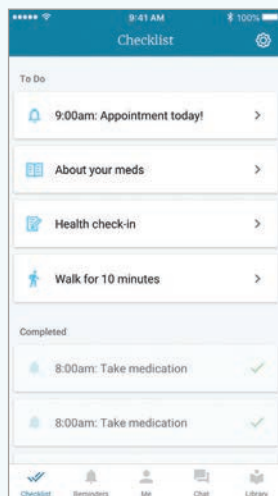 9:41 AM 100%
Checklist
To Do
9:00am: Appointment today!
About your meds
Health check-in
Walk for 10 minutes
Completed
8:00am: Take medication
8:00am: Take medication
Checklist Reminders Me Chat Library